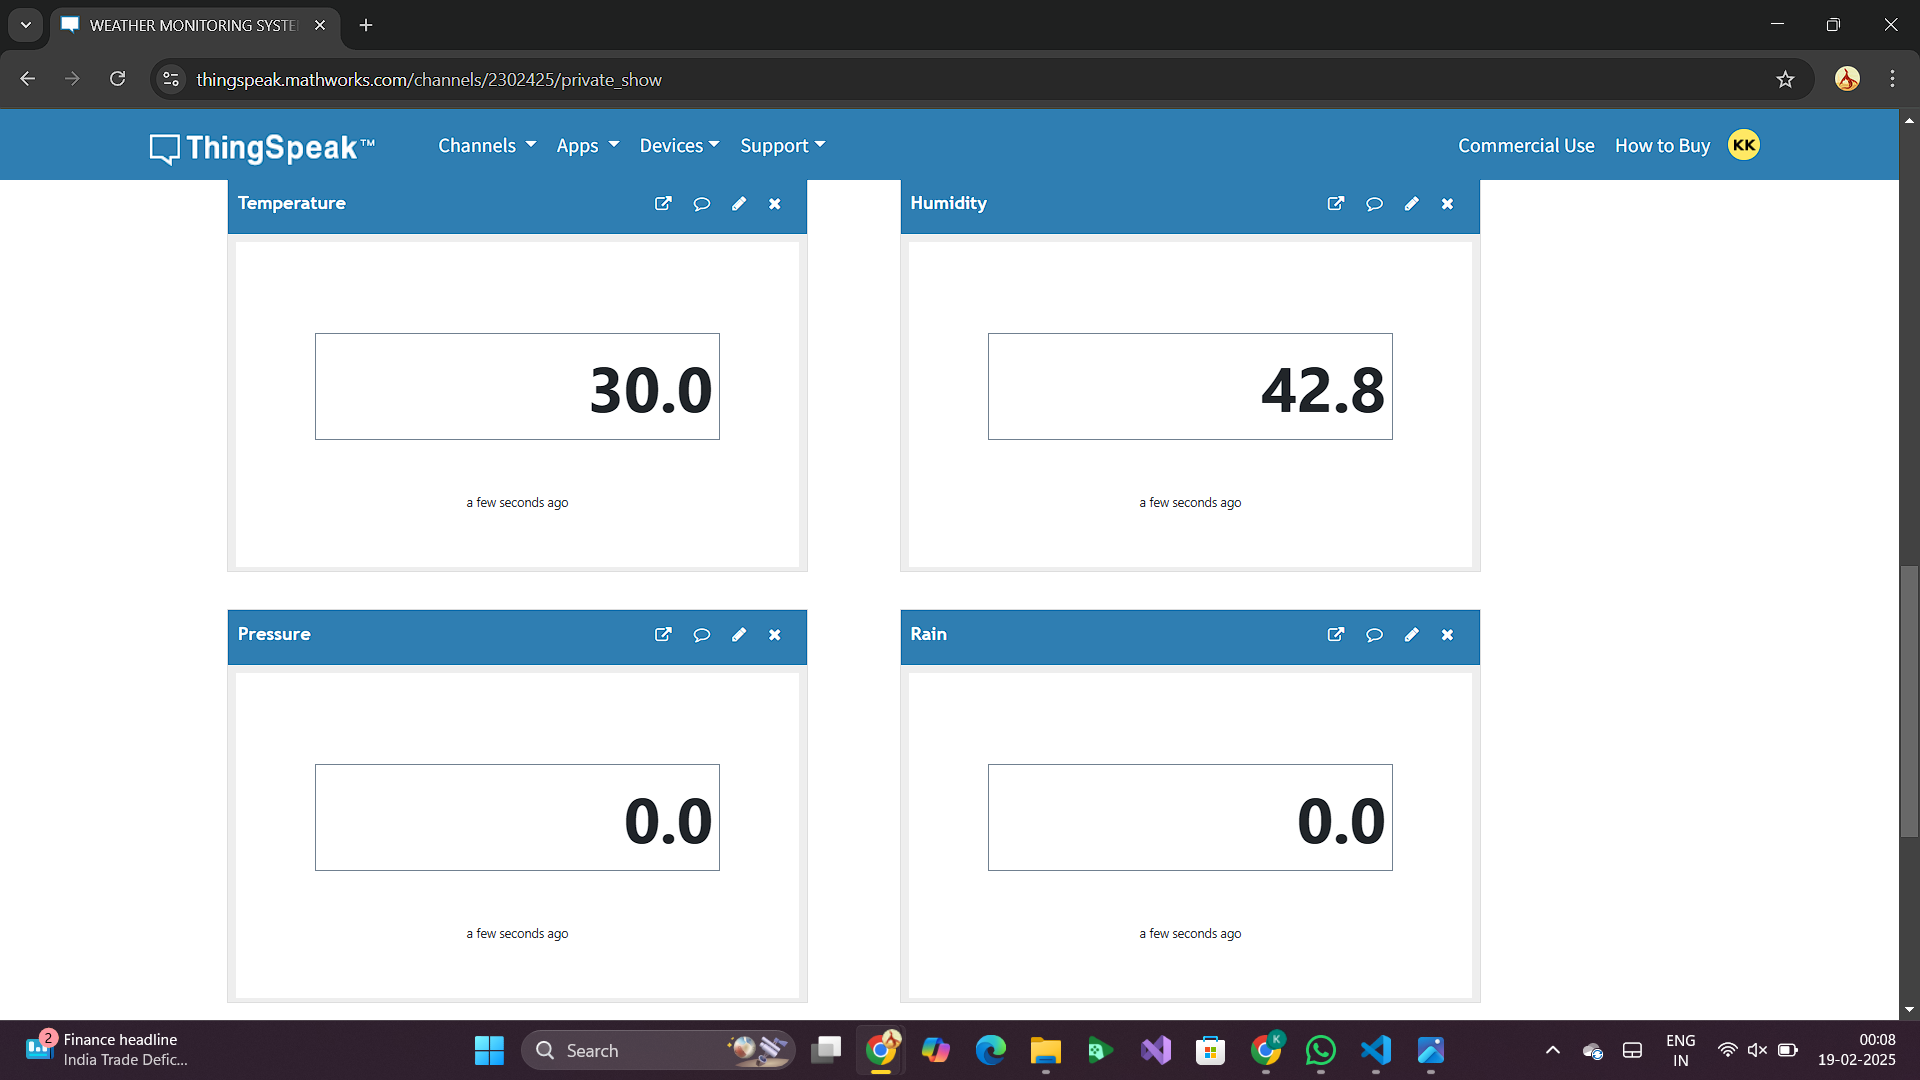 WEATHER MONITORING SYSTE
thingspeak.mathworks.com/channels/2302425/private_show
ThingSpeak™ Channels Apps Devices Support Commercial Use How to Buy KK
Temperature
30.0
a few seconds ago
Humidity
42.8
a few seconds ago
Pressure
0.0
a few seconds ago
Rain
0.0
a few seconds ago
2
Finance headline
India Trade Defic...
Search
K
ENG
IN
00:08
19-02-2025